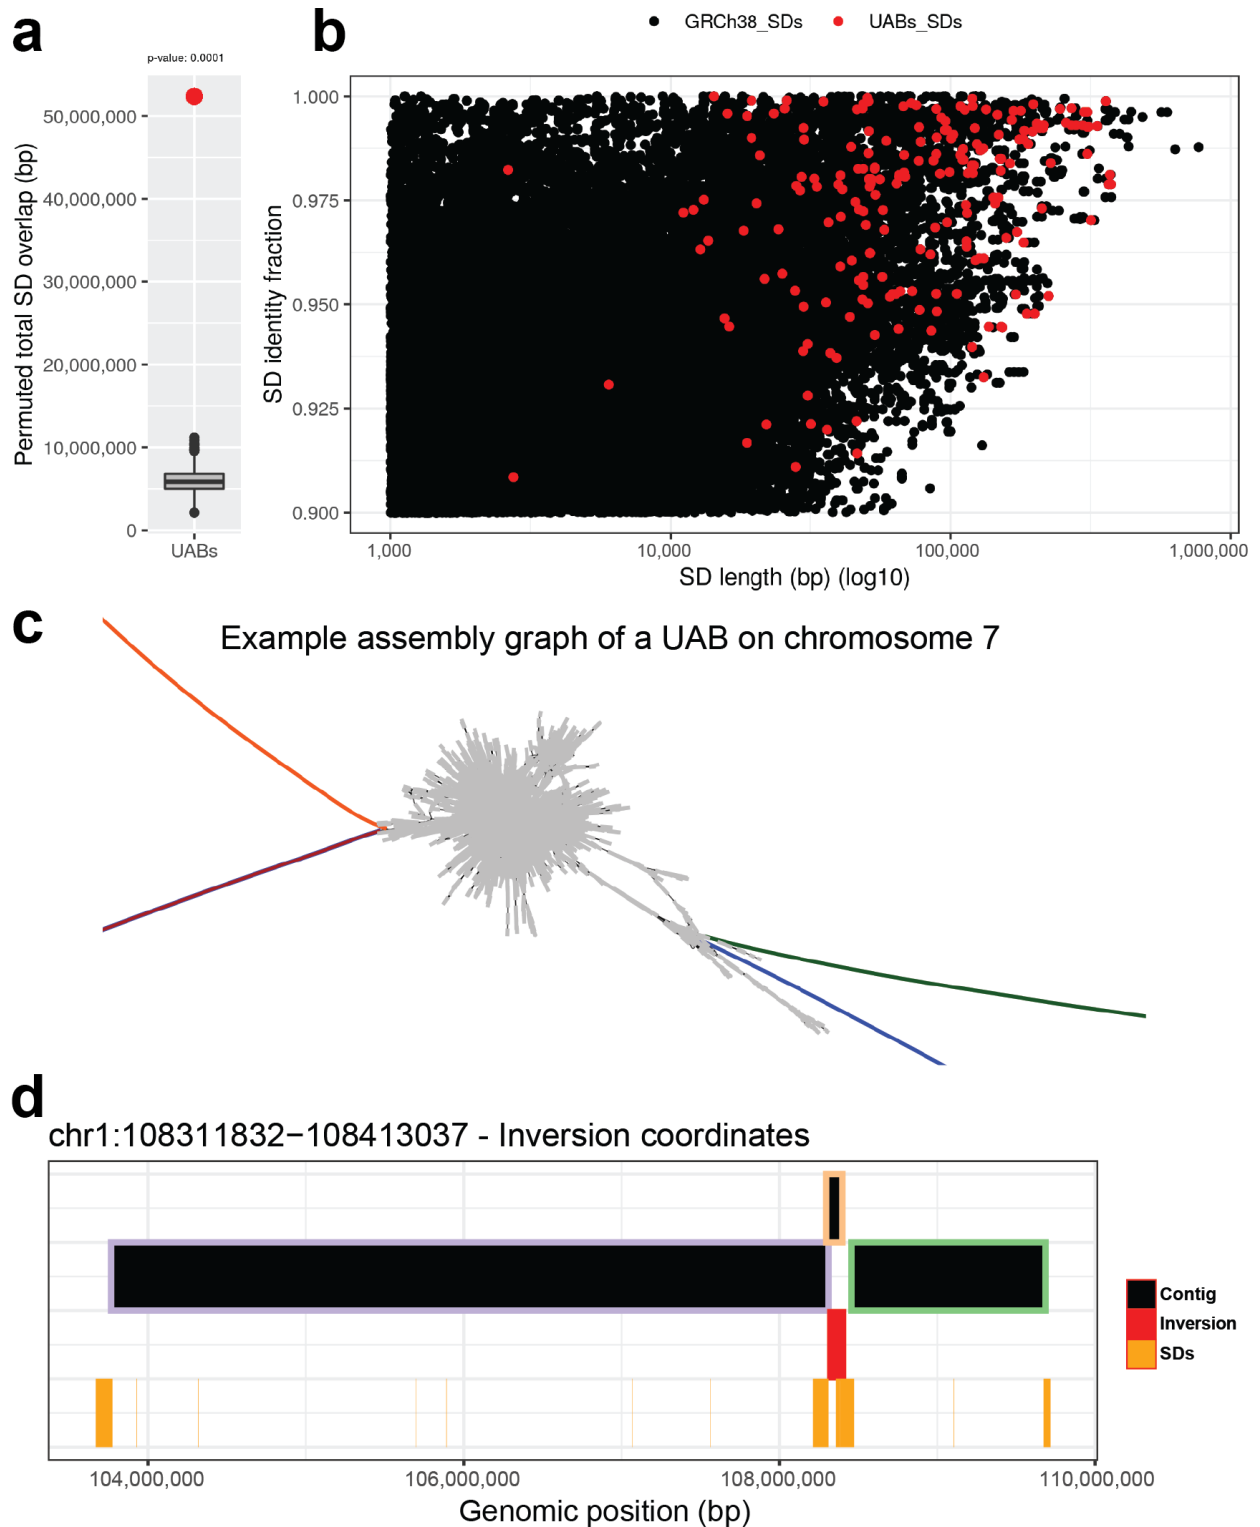 a
p-value: 0.0001
Permuted total SD overlap (bp)
50,000,000
40,000,000
30,000,000
20,000,000
10,000,000
0
UABs
b
GRCh38_SDs
UABs_SDs
SD identity fraction
1.000
0.975
0.950
0.925
0.900
1,000
10,000
100,000
1,000,000
SD length (bp) (log10)
c
Example assembly graph of a UAB on chromosome 7
d
chr1:108311832−108413037 - Inversion coordinates
Contig
Inversion
SDs
104,000,000
106,000,000
108,000,000
110,000,000
Genomic position (bp)